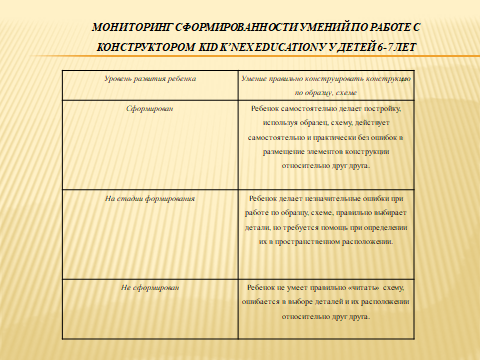 МОНИТОРИНГ СФОРМИРОВАННОСТИ УМЕНИЙ ПО РАБОТЕ С
КОНСТРУКТОРОМ KID K'NEX EDUCATIONУ У ДЕТЕЙ 6-7 ЛЕТ
Уровень развития ребенка
Умение правильно конструировать конструкцию
по образцу, схеме
Сформирован
Ребенок самостоятельно делает постройку,
используя образец, схему, действует
самостоятельно и практически без ошибок в
размещение элементов конструкции
относительно друг друга.
На стадии формирования
Ребенок делает незначительные ошибки при
работе по образцу, схеме, правильно выбирает
детали, но требуется помощь при определении
их в пространственном расположении.
Не сформирован
Ребенок не умеет правильно «читать» схему,
ошибается в выборе деталей и их расположении
относительно друг друга.